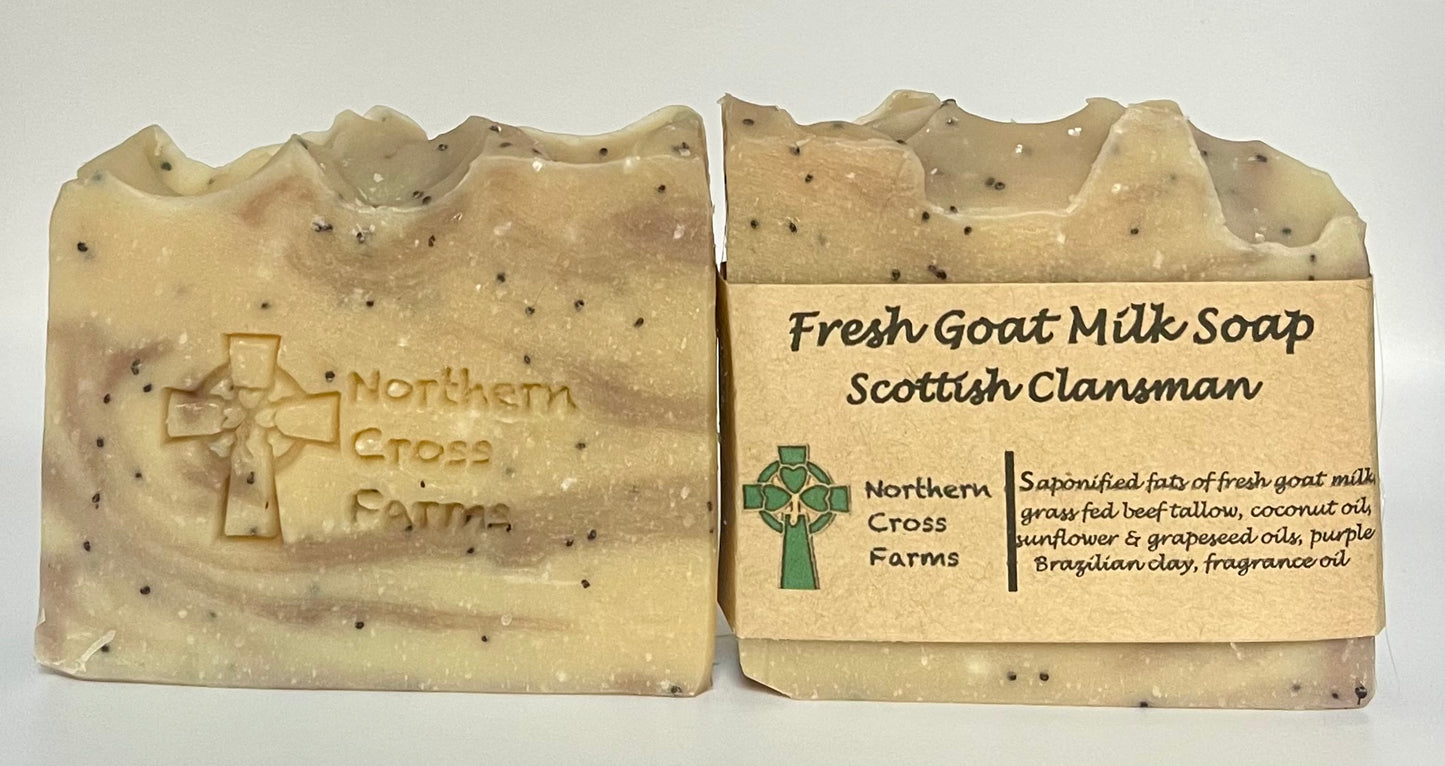 Northern
Cross
Farms
Fresh Goat Milk Soap
Scottish Clansman
Northern
Cross
Farms
Saponified fats of fresh goat milk,
grass fed beef tallow, coconut oil,
sunflower & grapeseed oils, purple
Brazilian clay, fragrance oil